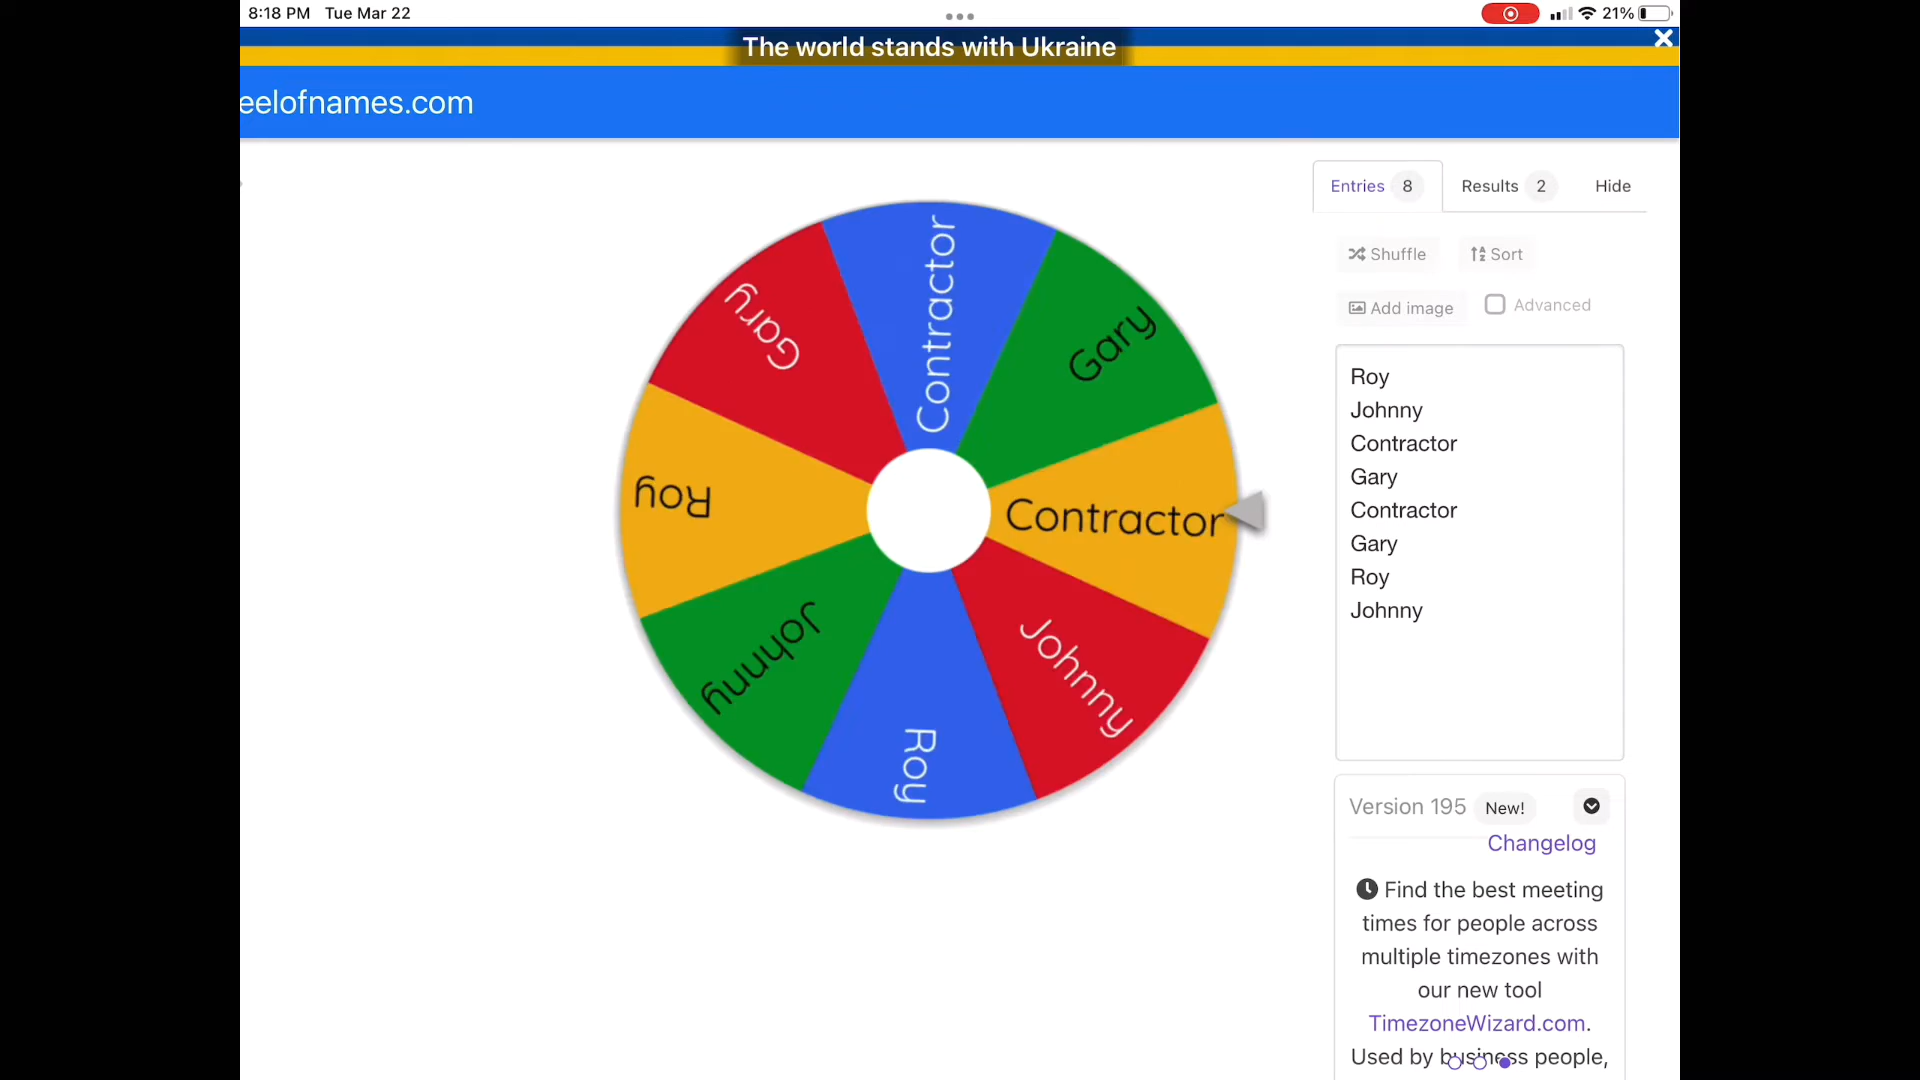 8:18 PM Tue Mar 22
21%
The world stands with Ukraine
eelofnames.com
Entries 8 Results 2 Hide
Shuffle Sort
Add image Advanced
Roy
Johnny
Contractor
Gary
Contractor
Gary
Roy
Johnny
Contractor
Gary
Contractor
Johnny
Roy
Johnny
Roy
Gary
Version 195 New!
Changelog
Find the best meeting
times for people across
multiple timezones with
our new tool
TimezoneWizard.com.
Used by business people,